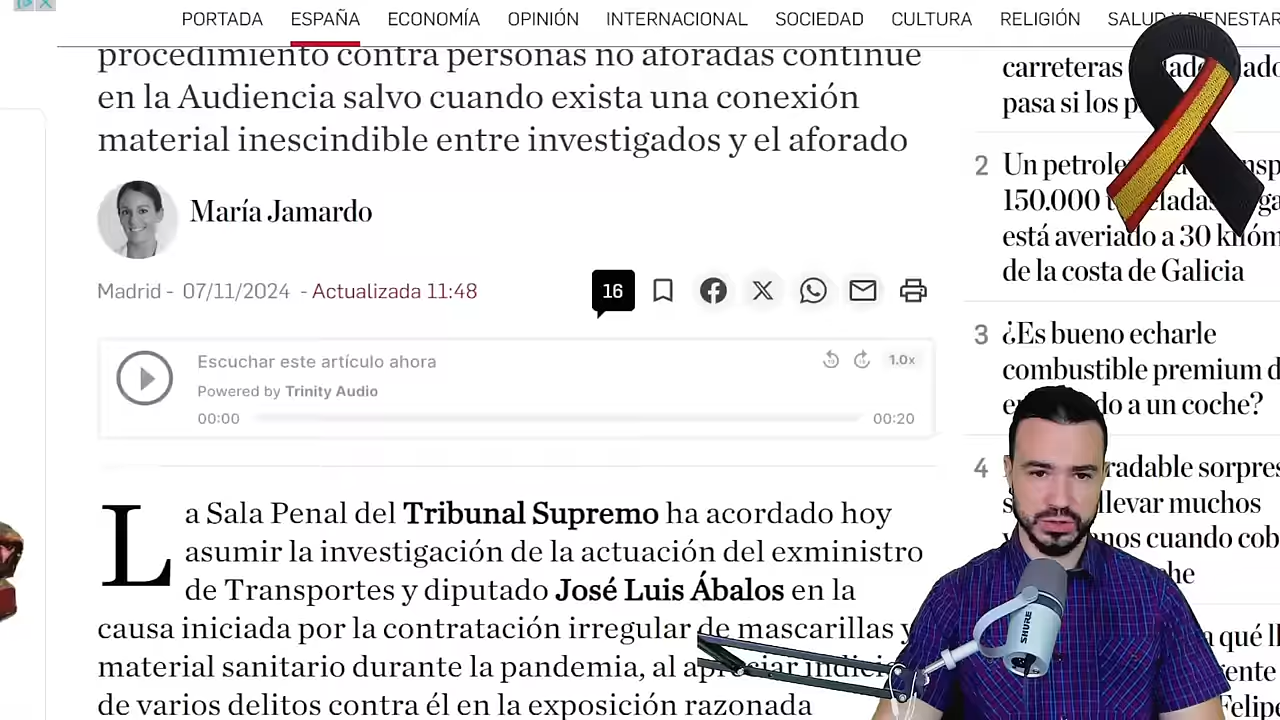 PORTADA ESPAÑA ECONOMÍA OPINIÓN INTERNACIONAL SOCIEDAD CULTURA RELIGIÓN SALUD Y BIENESTAR
procedimiento contra personas no aforadas continúe
en la Audiencia salvo cuando exista una conexión
material inescindible entre investigados y el aforado
María Jamardo
Madrid - 07/11/2024 - Actualizada 11:48
16
Escuchar este artículo ahora
1.0x
Powered by Trinity Audio
00:00 00:20
La Sala Penal del Tribunal Supremo ha acordado hoy
asumir la investigación de la actuación del exministro
de Transportes y diputado José Luis Ábalos en la
causa iniciada por la contratación irregular de mascarillas y
material sanitario durante la pandemia, al apreciar
de varios delitos contra él en la exposición razonada
carreteras
pasa si los
2 Un
150.000
está averiado a 30
de la costa de Galicia
3 ¿Es bueno echarle
combustible premium
a un coche?
4
llevar muchos
cuando
qué
SHURE